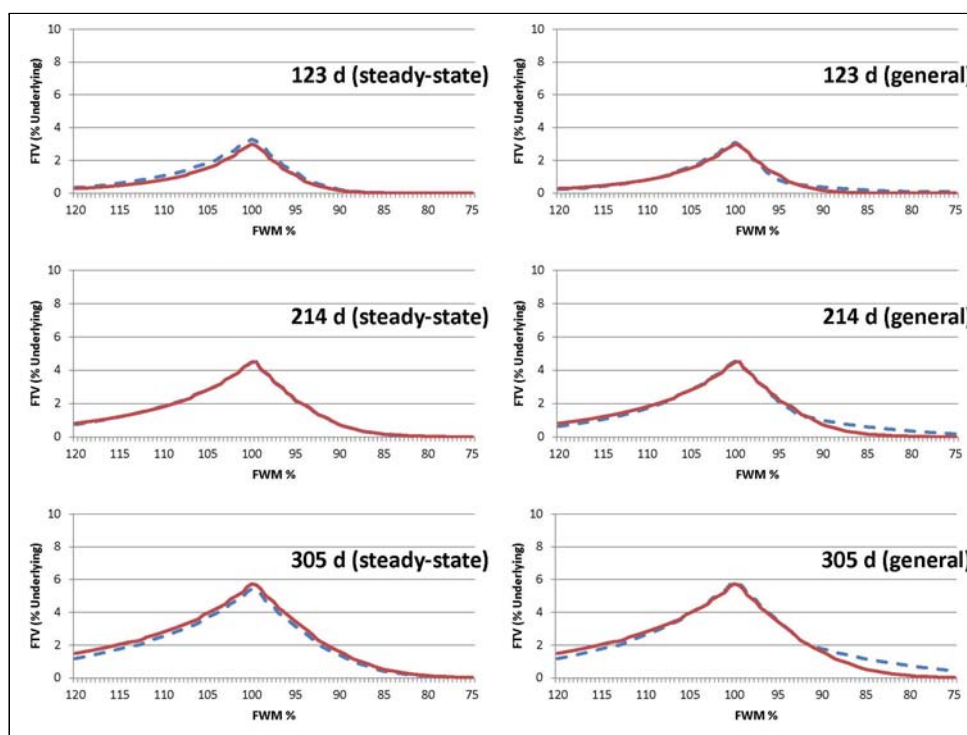 10
8
6
4
2
0
FTV (% Underlying)
123 d (steady-state)
120 115 110 105 100 95 90 85 80 75
FWM %
10
8
6
4
2
0
FTV (% Underlying)
123 d (general)
120 115 110 105 100 95 90 85 80 75
FWM %
10
8
6
4
2
0
FTV (% Underlying)
214 d (steady-state)
120 115 110 105 100 95 90 85 80 75
FWM %
10
8
6
4
2
0
FTV (% Underlying)
214 d (general)
120 115 110 105 100 95 90 85 80 75
FWM %
10
8
6
4
2
0
FTV (% Underlying)
305 d (steady-state)
120 115 110 105 100 95 90 85 80 75
FWM %
10
8
6
4
2
0
FTV (% Underlying)
305 d (general)
120 115 110 105 100 95 90 85 80 75
FWM %